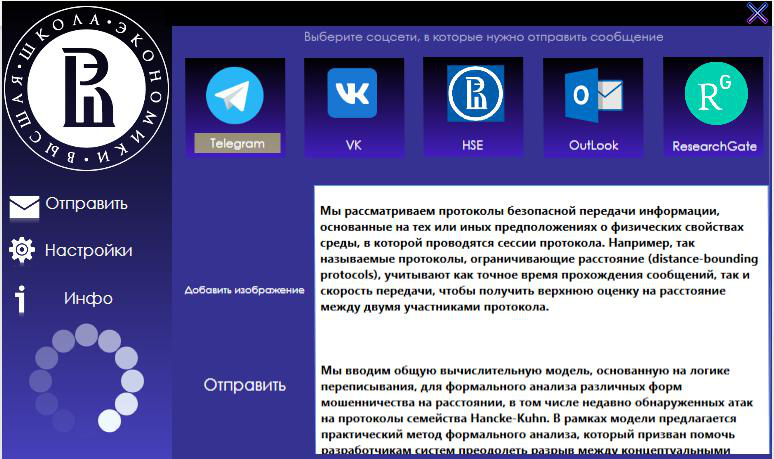 ВЫСШАЯ • ШКОЛА • ЭКОНОМИКИ •
Выберите соцсети, в которые нужно отправить сообщение
Telegram
VK
HSE
OutLook
RG
ResearchGate
Отправить
Настройки
Инфо
Добавить изображение
Отправить
Мы рассматриваем протоколы безопасной передачи информации,
основанные на тех или иных предположениях о физических свойствах
среды, в которой проводятся сессии протокола. Например, так
называемые протоколы, ограничивающие расстояние (distance-bounding
protocols), учитывают как точное время прохождения сообщений, так и
скорость передачи, чтобы получить верхнюю оценку на расстояние
между двумя участниками протокола.
Мы вводим общую вычислительную модель, основанную на логике
переписывания, для формального анализа различных форм
мошенничества на расстоянии, в том числе недавно обнаруженных атак
на протоколы семейства Hancke-Kuhn. В рамках модели предлагается
практический метод формального анализа, который призван помочь
разработчикам систем преодолеть разрыв между концептуальными